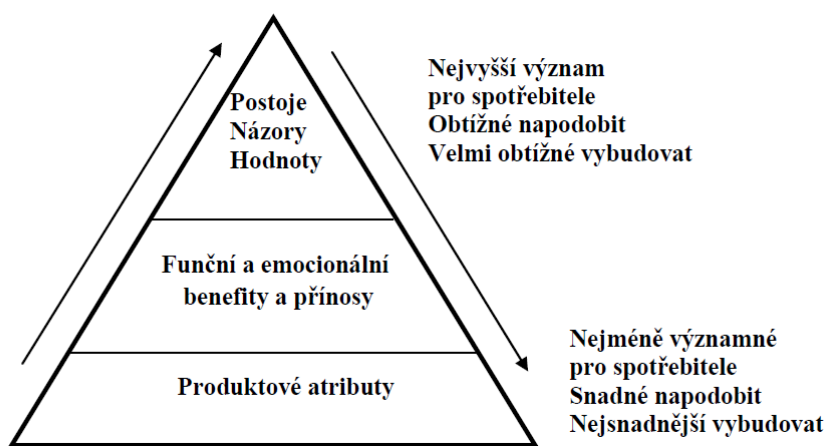 Postoje
Názory
Hodnoty
Nejvyšší význam
pro spotřebitele
Obtížné napodobit
Velmi obtížné vybudovat
Funční a emocionální
benefity a přínosy
Produktové atributy
Nejméně významné
pro spotřebitele
Snadné napodobit
Nejsnadnější vybudovat